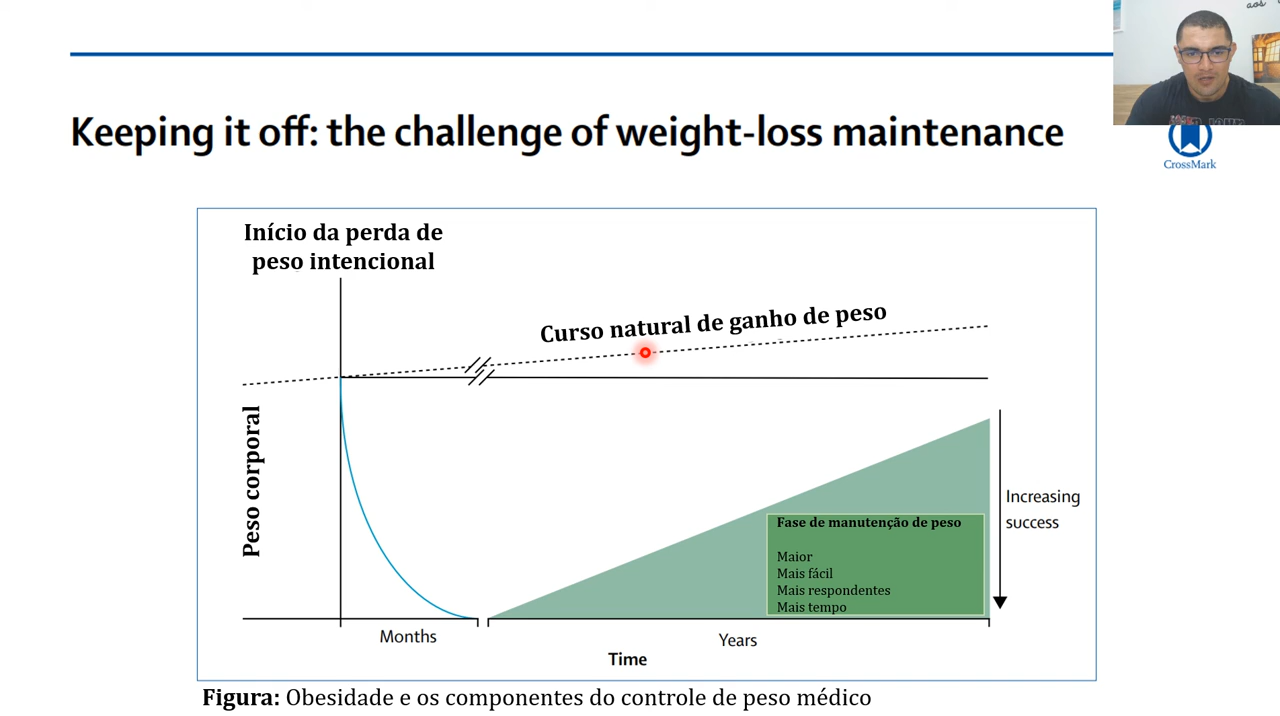 aos
Keeping it off: the challenge of weight-loss maintenance
CrossMark
Início da perda de
peso intencional
Curso natural de ganho de peso
Peso corporal
Increasing
success
Fase de manutenção de peso
Maior
Mais fácil
Mais respondentes
Mais tempo
Months
Years
Time
Figura: Obesidade e os componentes do controle de peso médico